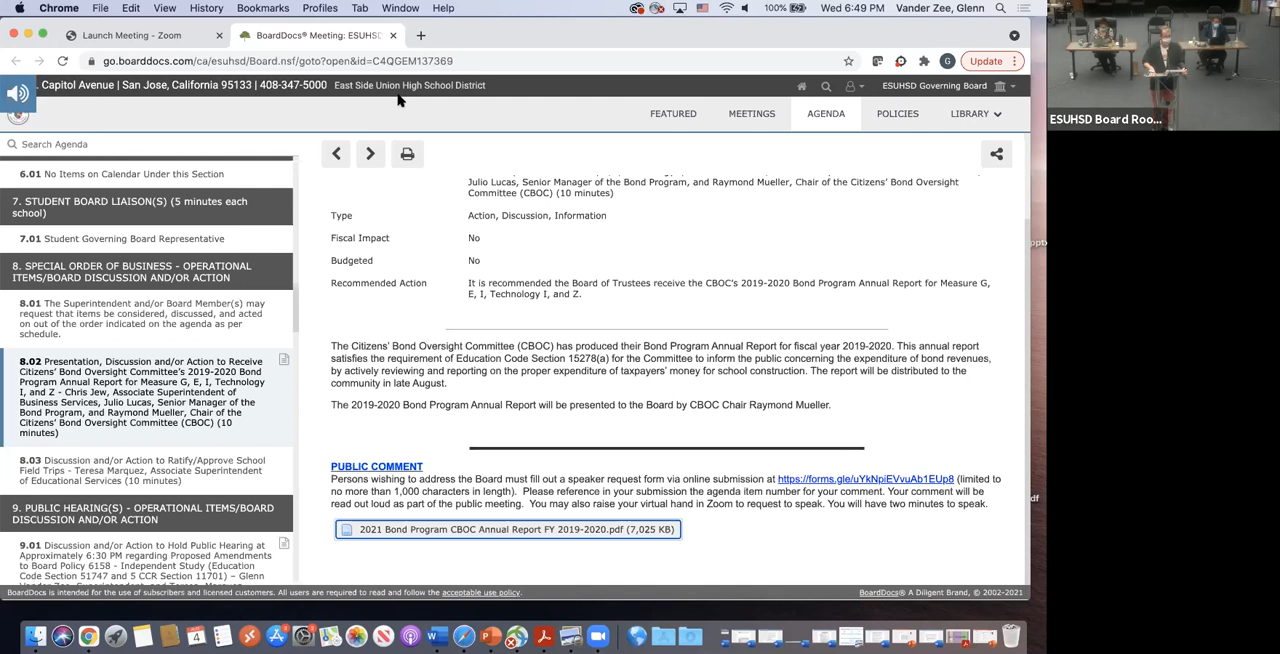 Chrome File Edit View History Bookmarks Profiles Tab Window Help 100% Wed 6:49 PM Vander Zee, Glenn
Launch Meeting - Zoom
BoardDocs® Meeting: ESUHSD
go.boarddocs.com/ca/esuhsd/Board.nsf/goto?open&id=C4QGEM137369
G
Update
Capitol Avenue | San Jose, California 95133 | 408-347-5000 East Side Union High School District
ESUHSD Governing Board
FEATURED MEETINGS AGENDA POLICIES LIBRARY
Search Agenda
6.01 No Items on Calendar Under this Section
7. STUDENT BOARD LIAISON(S) (5 minutes each
school)
7.01 Student Governing Board Representative
8. SPECIAL ORDER OF BUSINESS - OPERATIONAL
ITEMS/BOARD DISCUSSION AND/OR ACTION
8.01 The Superintendent and/or Board Member(s) may
request that items be considered, discussed, and acted
on out of the order indicated on the agenda as per
schedule.
8.02 Presentation, Discussion and/or Action to Receive
Citizens' Bond Oversight Committee's 2019-2020 Bond
Program Annual Report for Measure G, E, I, Technology
I, and Z - Chris Jew, Associate Superintendent of
Business Services, Julio Lucas, Senior Manager of the
Bond Program, and Raymond Mueller, Chair of the
Citizens' Bond Oversight Committee (CBOC) (10
minutes)
8.03 Discussion and/or Action to Ratify/Approve School
Field Trips - Teresa Marquez, Associate Superintendent
of Educational Services (10 minutes)
9. PUBLIC HEARING(S) - OPERATIONAL ITEMS/BOARD
DISCUSSION AND/OR ACTION
9.01 Discussion and/or Action to Hold Public Hearing at
Approximately 6:30 PM regarding Proposed Amendments
to Board Policy 6158 - Independent Study (Education
Code Section 51747 and 5 CCR Section 11701) – Glenn
Vander Zee, Superintendent, and Teresa Marquez,
Julio Lucas, Senior Manager of the Bond Program, and Raymond Mueller, Chair of the Citizens' Bond Oversight
Committee (CBOC) (10 minutes)
Type Action, Discussion, Information
Fiscal Impact No
Budgeted No
Recommended Action It is recommended the Board of Trustees receive the CBOC's 2019-2020 Bond Program Annual Report for Measure G,
E, I, Technology I, and Z.
The Citizens' Bond Oversight Committee (CBOC) has produced their Bond Program Annual Report for fiscal year 2019-2020. This annual report
satisfies the requirement of Education Code Section 15278(a) for the Committee to inform the public concerning the expenditure of bond revenues,
by actively reviewing and reporting on the proper expenditure of taxpayers' money for school construction. The report will be distributed to the
community in late August.
The 2019-2020 Bond Program Annual Report will be presented to the Board by CBOC Chair Raymond Mueller.
PUBLIC COMMENT
Persons wishing to address the Board must fill out a speaker request form via online submission at https://forms.gle/uYkNpiEVvuAb1EUp8 (limited to
no more than 1,000 characters in length). Please reference in your submission the agenda item number for your comment. Your comment will be
read out loud as part of the public meeting. You may also raise your virtual hand in Zoom to request to speak. You will have two minutes to speak.
2021 Bond Program CBOC Annual Report FY 2019-2020.pdf (7,025 KB)
BoardDocs is intended for the use of subscribers and licensed customers. All users are required to read and follow the acceptable use policy.
BoardDocs® A Diligent Brand, © 2002-2021
ESUHSD Board Roo...
pptx
df
4